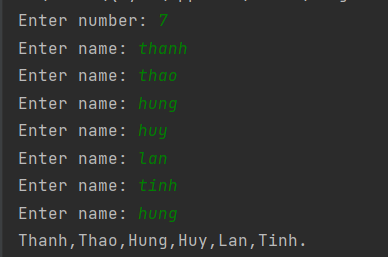 Enter number: 7
Enter name: thanh
Enter name: thao
Enter name: hung
Enter name: huy
Enter name: lan
Enter name: tinh
Enter name: hung
Thanh,Thao,Hung,Huy,Lan,Tinh.